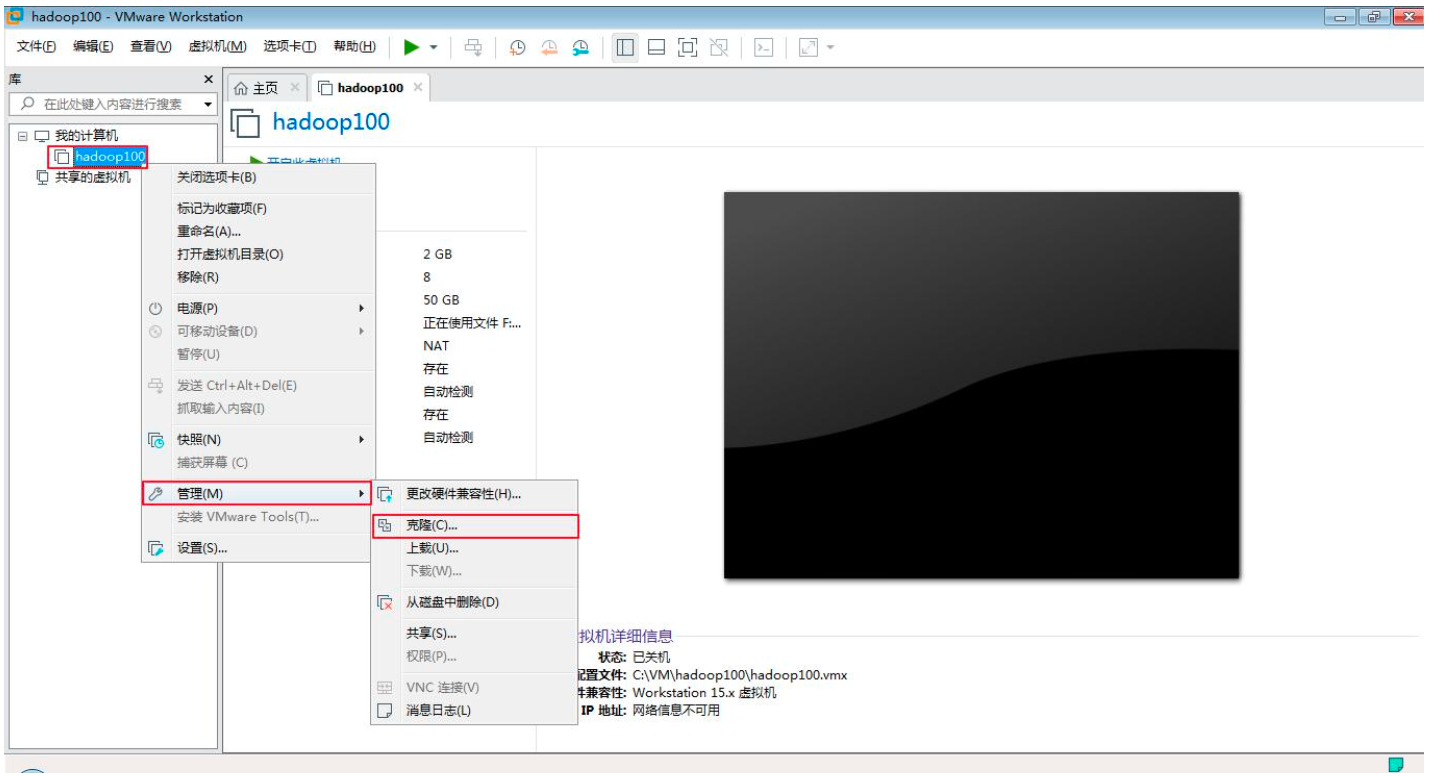 hadoop100 - VMware Workstation
文件(F) 编辑(E) 查看(V) 虚拟机(M) 选项卡(T) 帮助(H)
库
主页 hadoop100
在此处键入内容进行搜索
hadoop100
我的计算机
hadoop100
共享的虚拟机
开启此虚拟机
关闭选项卡(B)
标记为收藏项(F)
重命名(A)...
打开虚拟机目录(O)
移除(R)
电源(P)
可移动设备(D)
暂停(U)
发送 Ctrl+Alt+Del(E)
抓取输入内容(I)
快照(N)
捕获屏幕 (C)
管理(M)
安装 VMware Tools(T)...
设置(S)...
2 GB
8
50 GB
正在使用文件 F:...
NAT
存在
自动检测
存在
自动检测
更改硬件兼容性(H)...
克隆(C)...
上载(U)...
下载(W)...
从磁盘中删除(D)
共享(S)...
权限(P)...
VNC 连接(V)
消息日志(L)
拟机详细信息
状态: 已关机
配置文件: C:\VM\hadoop100\hadoop100.vmx
件兼容性: Workstation 15.x 虚拟机
IP 地址: 网络信息不可用